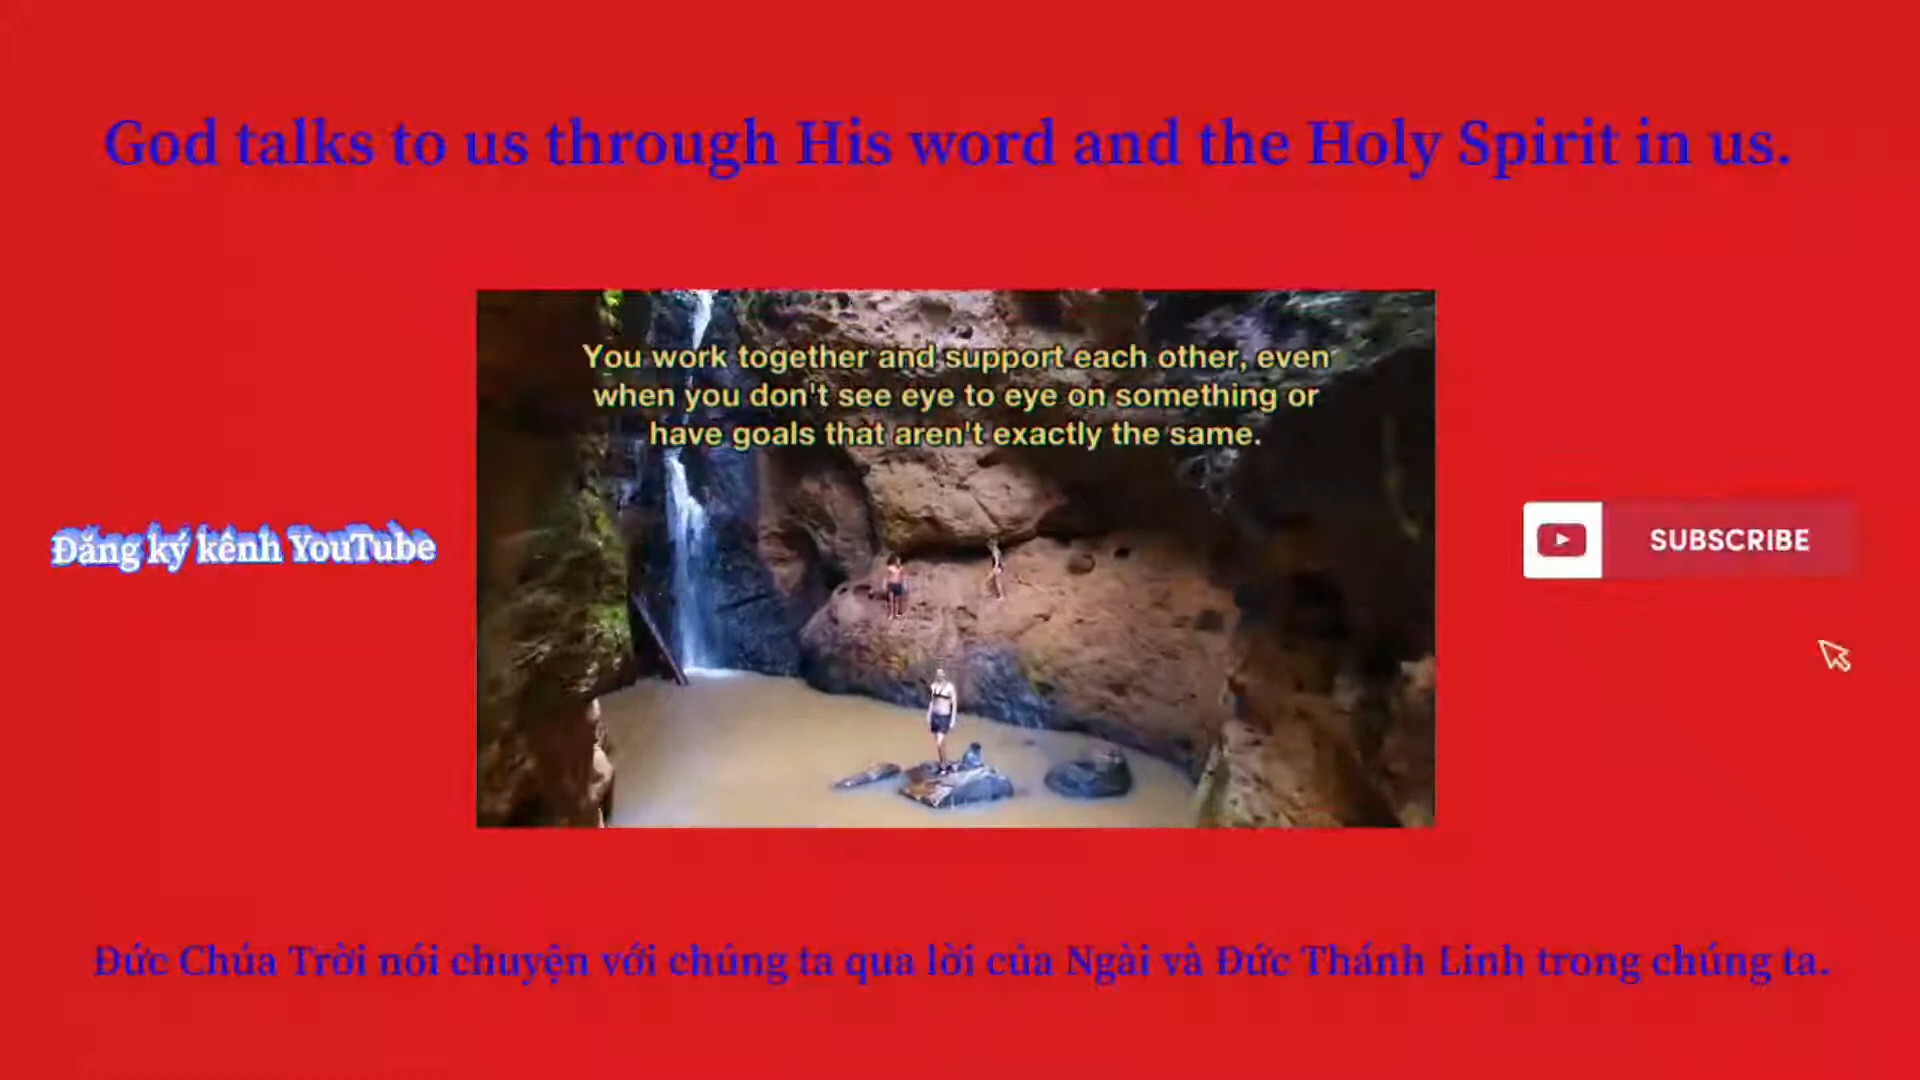 God talks to us through His word and the Holy Spirit in us.
You work together and support each other, even
when you don't see eye to eye on something or
have goals that aren't exactly the same.
Đăng ký kênh YouTube
SUBSCRIBE
Đức Chúa Trời nói chuyện với chúng ta qua lời của Ngài và Đức Thánh Linh trong chúng ta.